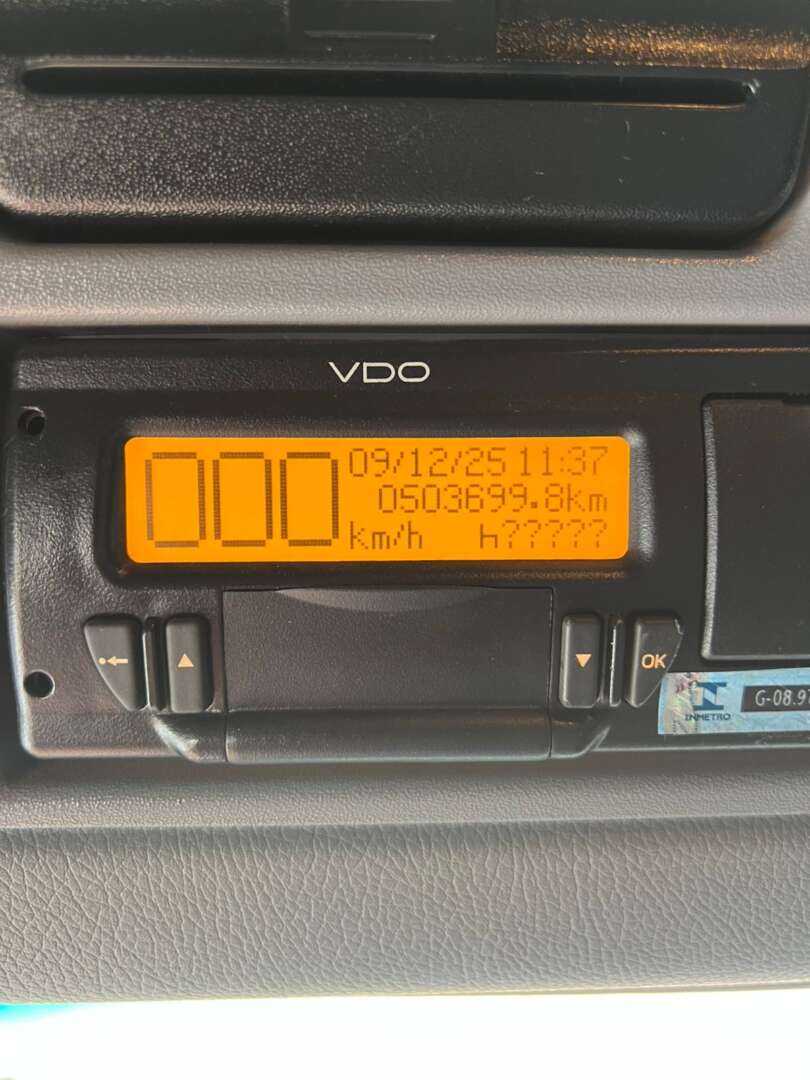 VDO
000 09/12/25 11:37
0503699.8km
km/h ?????
OK
INMETRO